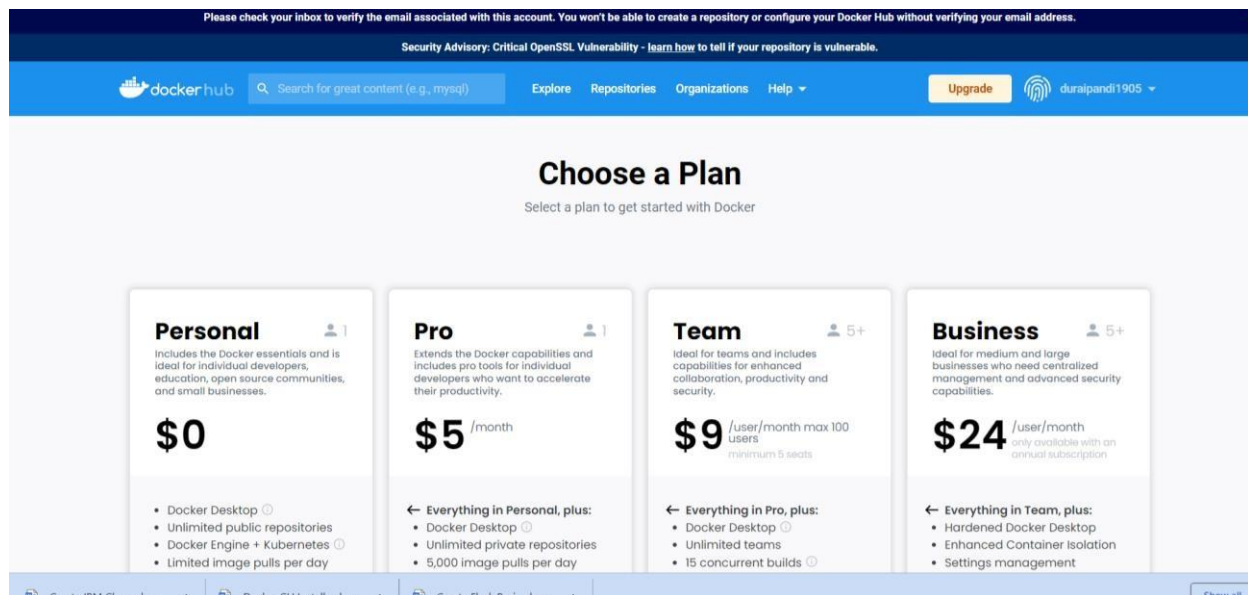 Please check your inbox to verify the email associated with this account. You won't be able to create a repository or configure your Docker Hub without verifying your email address.
Security Advisory: Critical OpenSSL Vulnerability - learn how to tell if your repository is vulnerable.
dockerhub Search for great content (e.g., mysql) Explore Repositories Organizations Help Upgrade duraipandi1905
Choose a Plan
Select a plan to get started with Docker
Personal 1
Includes the Docker essentials and is
ideal for individual developers,
education, open source communities,
and small businesses.
$0
• Docker Desktop
• Unlimited public repositories
• Docker Engine + Kubernetes
• Limited image pulls per day
Pro 1
Extends the Docker capabilities and
includes pro tools for individual
developers who want to accelerate
their productivity.
$5 /month
← Everything in Personal, plus:
• Docker Desktop
• Unlimited private repositories
• 5,000 image pulls per day
Team 5+
Ideal for teams and includes
capabilities for enhanced
collaboration, productivity and
security.
$9 /user/month max 100
users
minimum 5 seats
← Everything in Pro, plus:
• Docker Desktop
• Unlimited teams
• 15 concurrent builds
Business 5+
Ideal for medium and large
businesses who need centralized
management and advanced security
capabilities.
$24 /user/month
only available with an
annual subscription
← Everything in Team, plus:
• Hardened Docker Desktop
• Enhanced Container Isolation
• Settings management
Show all